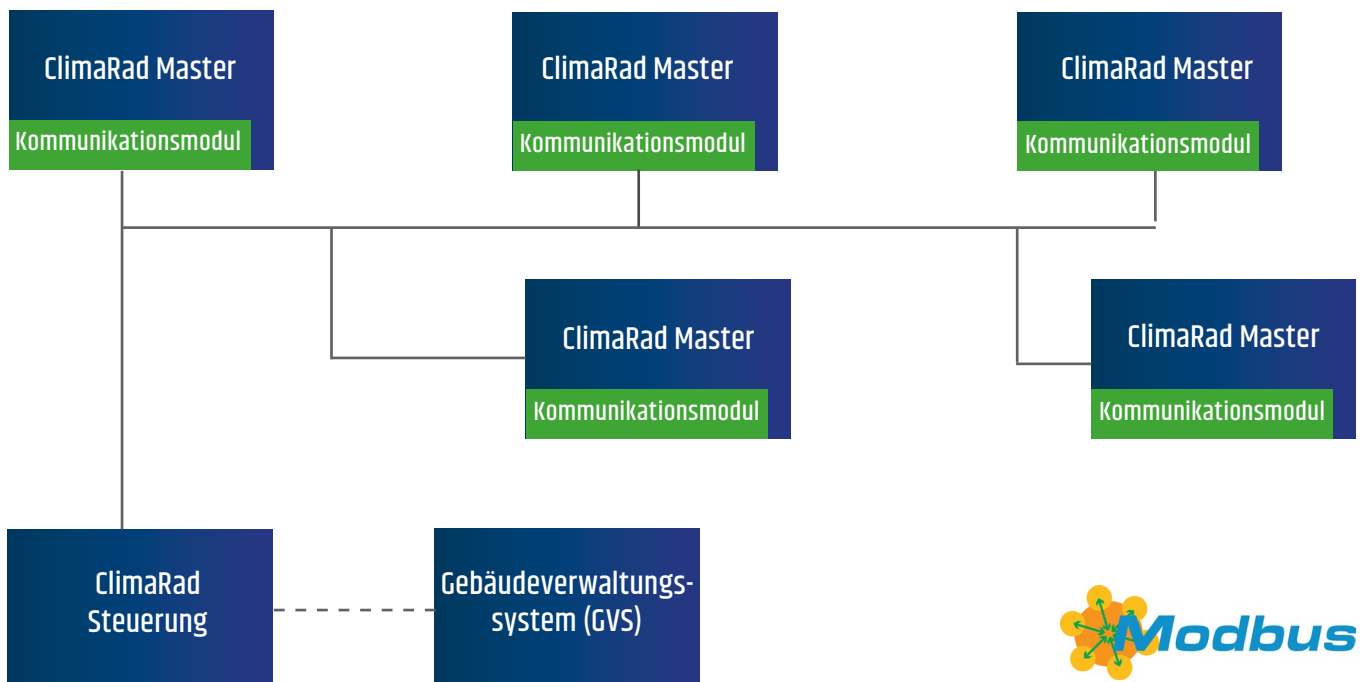 ClimaRad Master
Kommunikationsmodul
ClimaRad Master
Kommunikationsmodul
ClimaRad Master
Kommunikationsmodul
ClimaRad Master
Kommunikationsmodul
ClimaRad Master
Kommunikationsmodul
ClimaRad
Steuerung
Gebäudeverwaltungs-
system (GVS)
Modbus